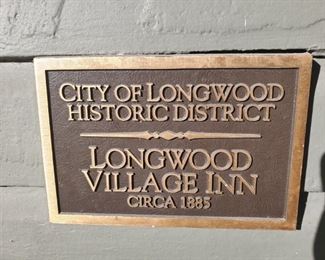 CITY OF LONGWOOD
HISTORIC DISTRICT
LONGWOOD
VILLAGE INN
CIRCA 1885